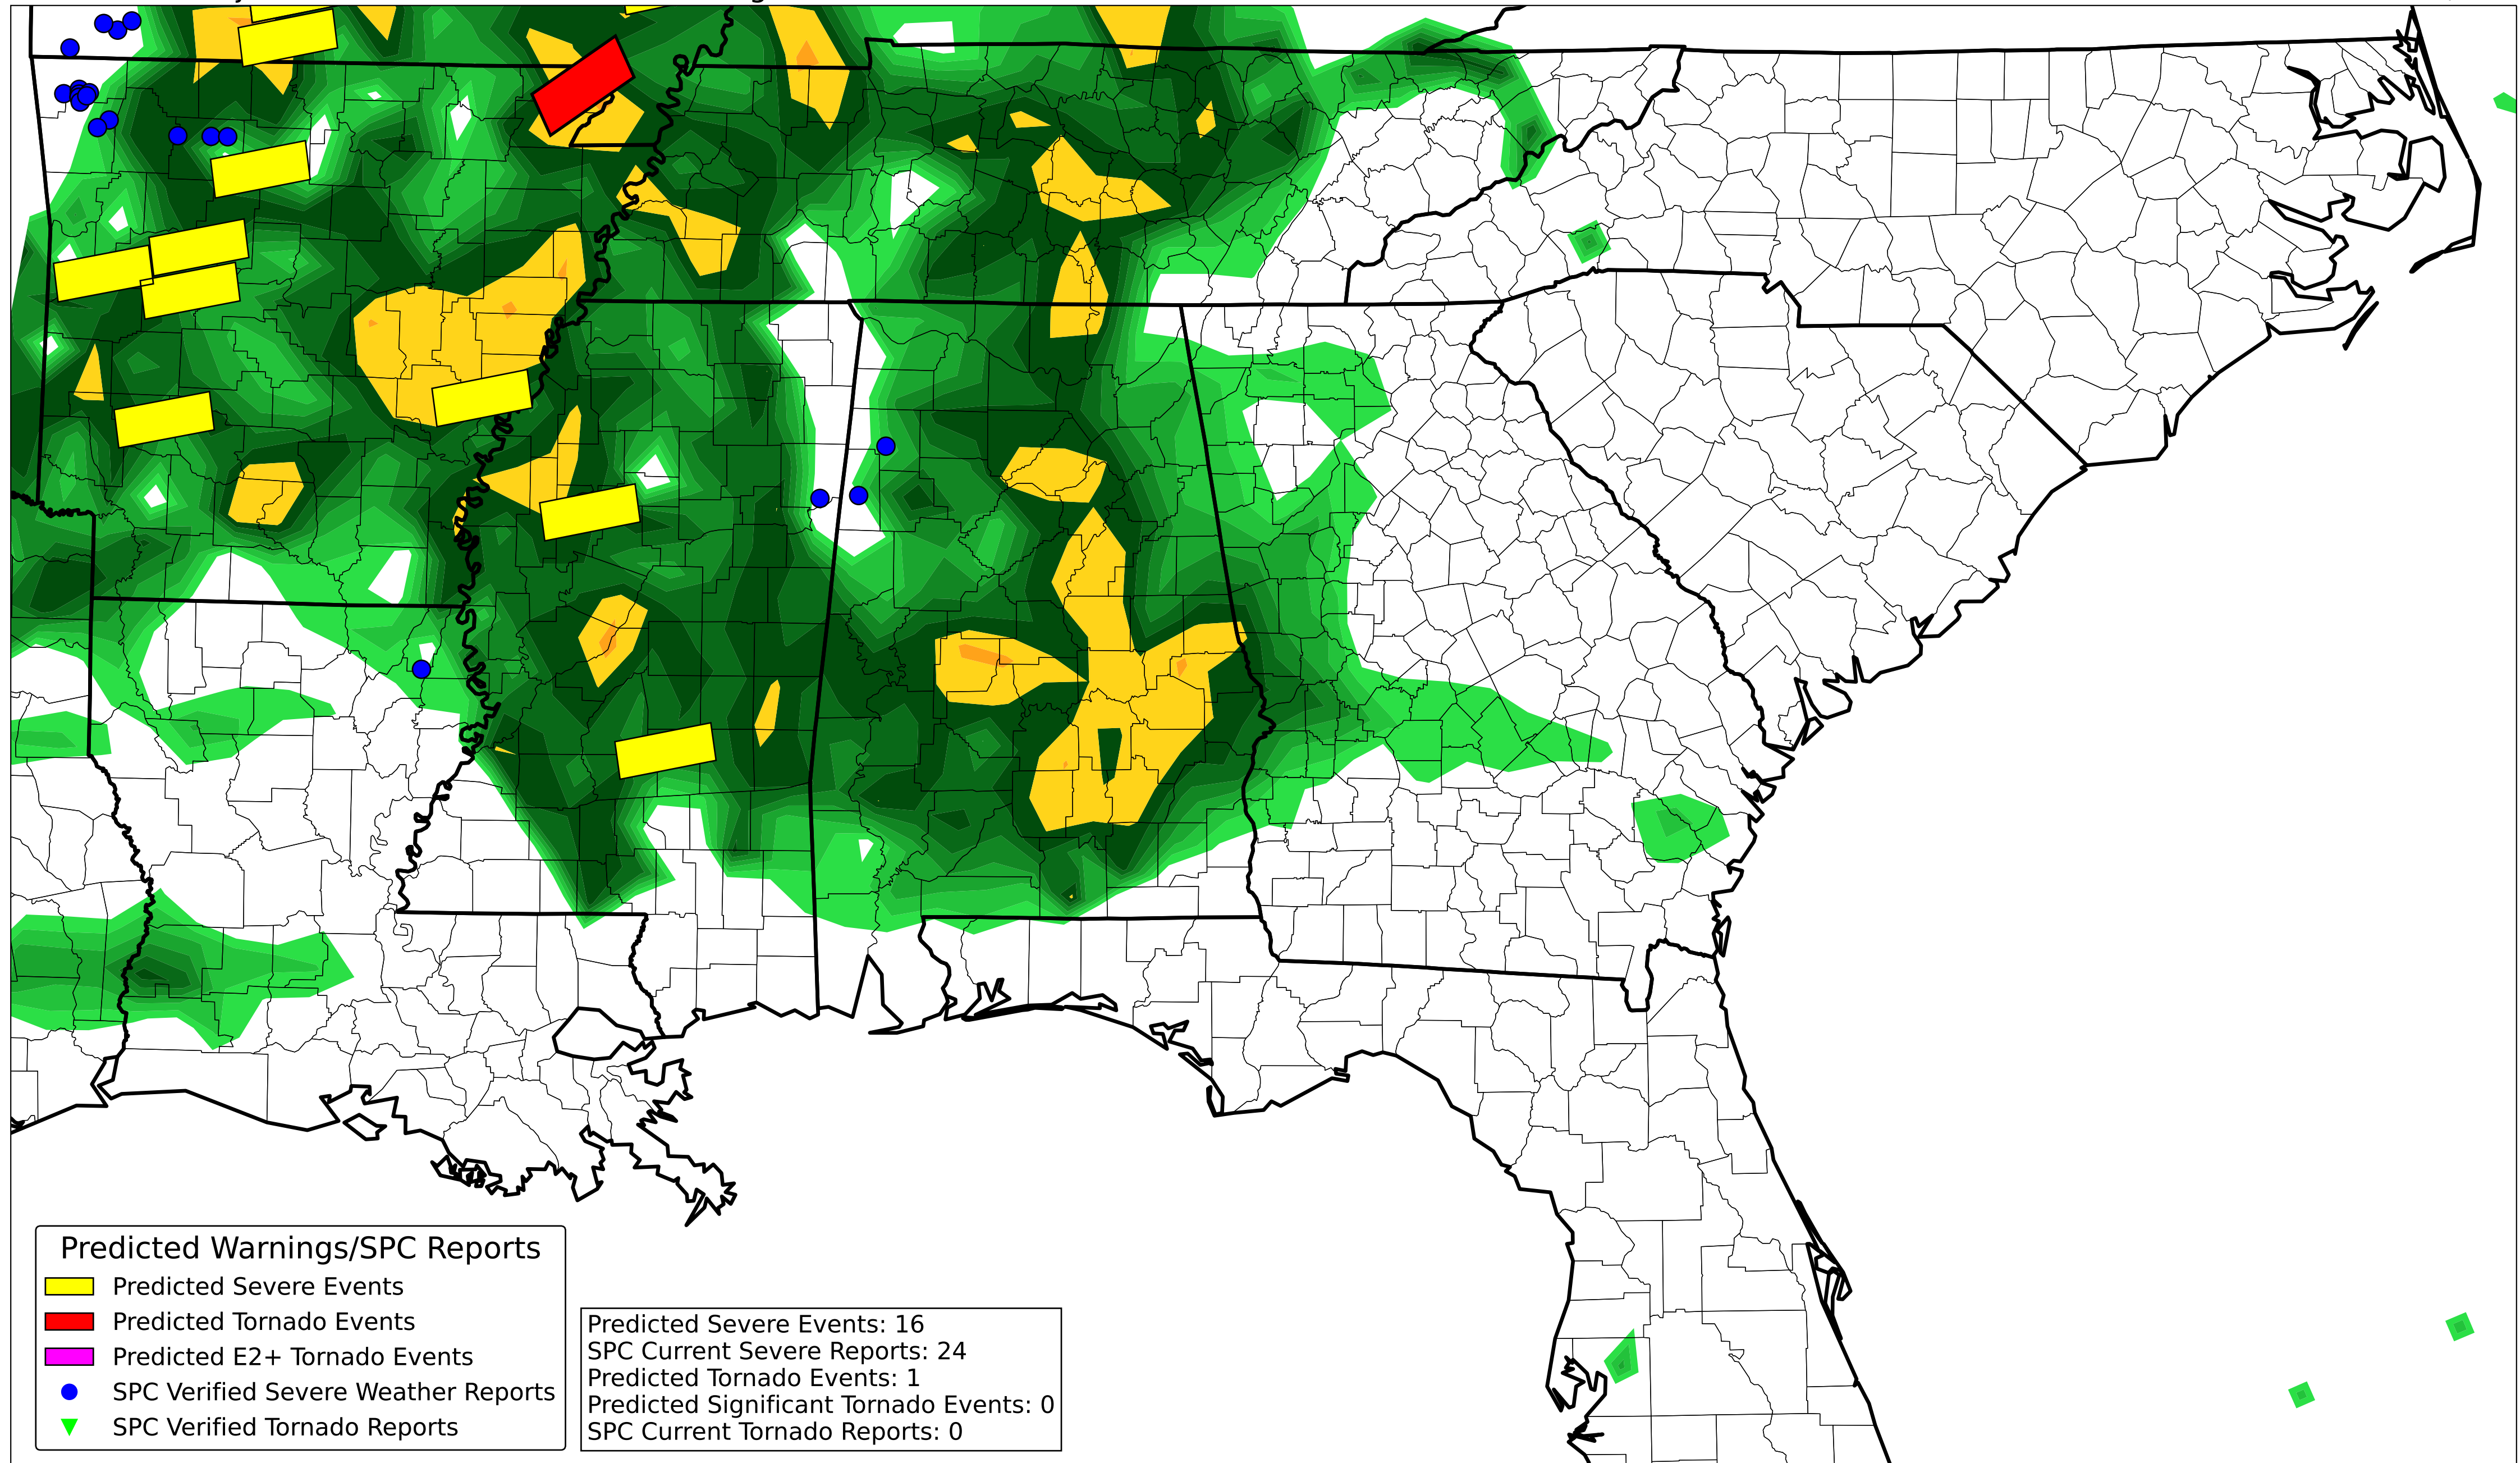 Predicted Warnings/SPC Reports
Predicted Severe Events
Predicted Tornado Events
Predicted E2+ Tornado Events
SPC Verified Severe Weather Reports
SPC Verified Tornado Reports
Predicted Severe Events: 16
SPC Current Severe Reports: 24
Predicted Tornado Events: 1
Predicted Significant Tornado Events: 0
SPC Current Tornado Reports: 0